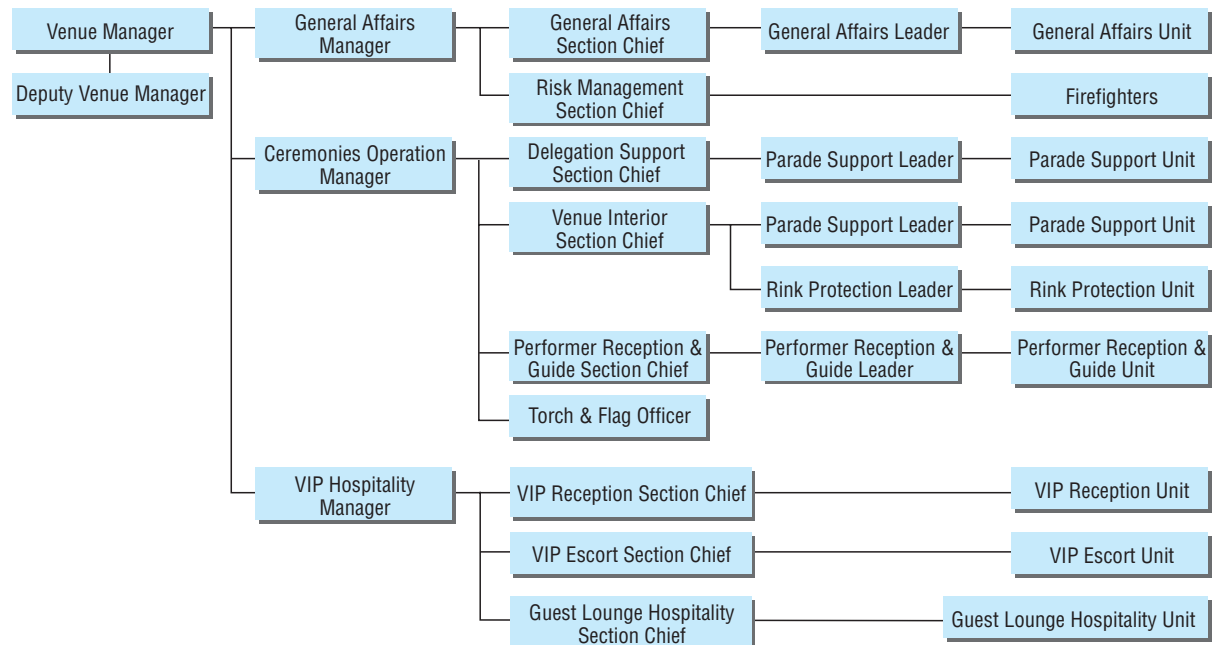 Venue Manager
General Affairs
Manager
General Affairs
Section Chief
General Affairs Leader
General Affairs Unit
Deputy Venue Manager
Risk Management
Section Chief
Firefighters
Ceremonies Operation
Manager
Delegation Support
Section Chief
Parade Support Leader
Parade Support Unit
Venue Interior
Section Chief
Parade Support Leader
Parade Support Unit
Rink Protection Leader
Rink Protection Unit
Performer Reception &
Guide Section Chief
Performer Reception &
Guide Leader
Performer Reception &
Guide Unit
Torch & Flag Officer
VIP Hospitality
Manager
VIP Reception Section Chief
VIP Reception Unit
VIP Escort Section Chief
VIP Escort Unit
Guest Lounge Hospitality
Section Chief
Guest Lounge Hospitality Unit